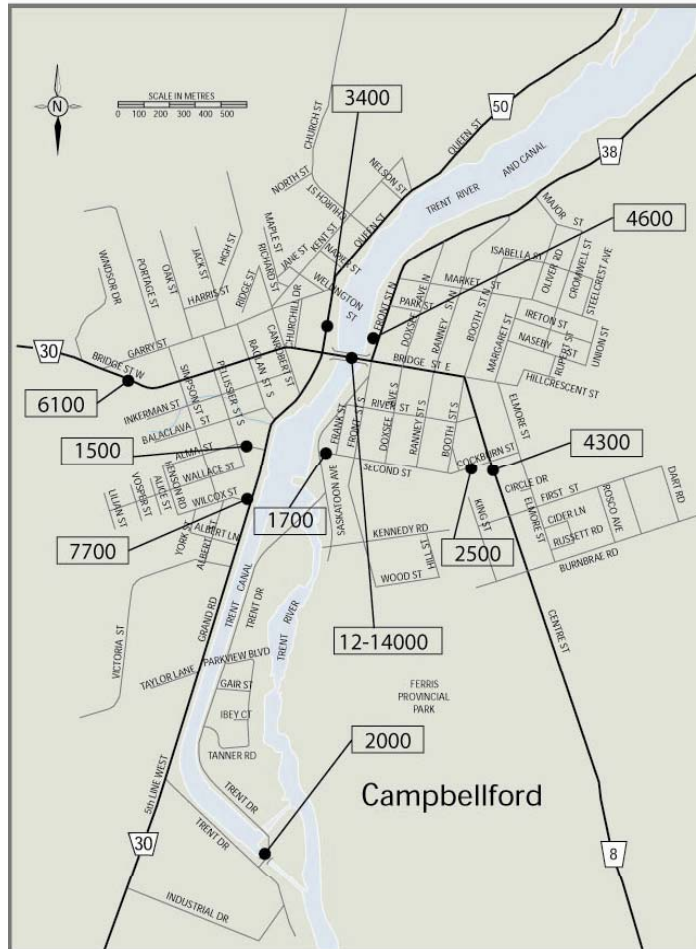 N
SCALE IN METRES
0 100 200 300 400 500
3400
50
38
CHURCH ST
QUEEN ST
NELSON ST
NORTH ST
CHURCH ST
TRENT RIVER
AND CANAL
4600
MAJOR ST
WINDSOR DR
PORTAGE ST
OAK ST
JACK ST
HIGH ST
HARRIS ST
RIDGE ST
RICHARD ST
MAPLE ST
JANE ST
KENT ST
NAPIER ST
QUEEN ST
WELLINGTON ST
CHURCHILL DR
ISABELLA ST
OLIVER RD
CROMWELL ST
STEELCREST AVE
MARKET ST
PARK ST
FRONT ST N
DOXSEE AVE N
RANNEY ST N
BOOTH ST N
MARGARET ST
IRETON ST
NASEBY ST
RUPERT ST
UNION ST
30
BRIDGE ST W
GARRY ST
6100
SIMPSON ST
PELLISSIER ST S
RAGLAN ST S
CANROBERT ST
BRIDGE ST E
HILLCREST ST
INKERMAN ST
BALACLAVA ST
ALMA ST
1500
WALLACE ST
HENSON RD
ALICE ST
VOSPER ST
LILIAN ST
WILCOX ST
FRANK ST
FRONT ST S
RIVER ST
DOXSEE AVE S
RANNEY ST S
BOOTH ST S
ELMORE ST
COCKBURN ST
4300
SECOND ST
1700
SASKATOON AVE
2500
CIRCLE DR
FIRST ST
KING ST
CIDER LN
ELMORE ST
RUSSETT RD
ROSCO AVE
DART RD
BURNBRAE RD
7700
YORK ST
ALBERT LN
ALBERT ST
KENNEDY RD
HILL ST
WOOD ST
TRENT CANAL
TRENT DR
TRENT RIVER
GRAND RD
12-14000
CENTRE ST
VICTORIA ST
TAYLOR LANE
PARKVIEW BLVD
GAIR ST
IBEY CT
TANNER RD
FERRIS
PROVINCIAL
PARK
2000
5th LINE WEST
TRENT DR
Campbellford
TRENT DR
30
8
INDUSTRIAL DR